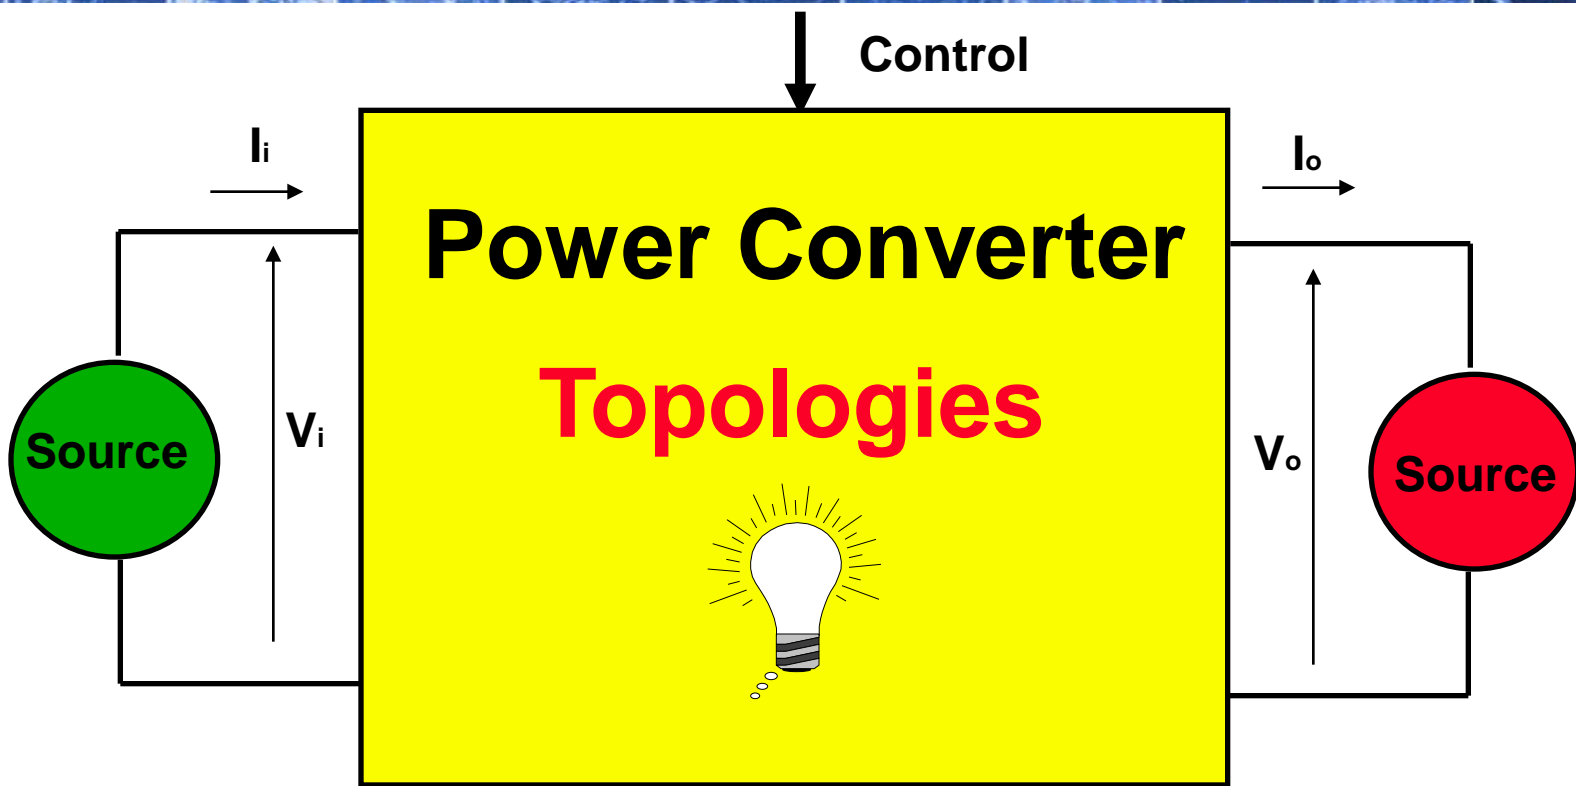 Control
Ii
Io
Power Converter
Topologies
Vi
Source
Vo
Source